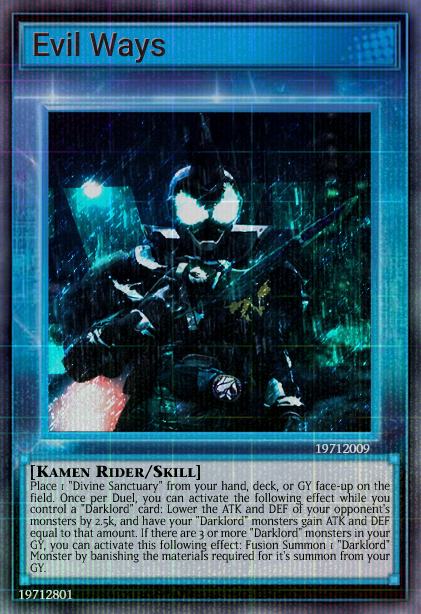 Evil Ways
19712009
[KAMEN RIDER/SKILL]
Place 1 "Divine Sanctuary" from your hand, deck, or GY face-up on the
field. Once per Duel, you can activate the following effect while you
control a "Darklord" card: Lower the ATK and DEF of your opponent's
monsters by 2.5k, and have your "Darklord" monsters gain ATK and DEF
equal to that amount. If there are 3 or more "Darklord" monsters in your
GY, you can activate this following effect: Fusion Summon 1 "Darklord"
Monster by banishing the materials required for it's summon from your
GY.
19712801